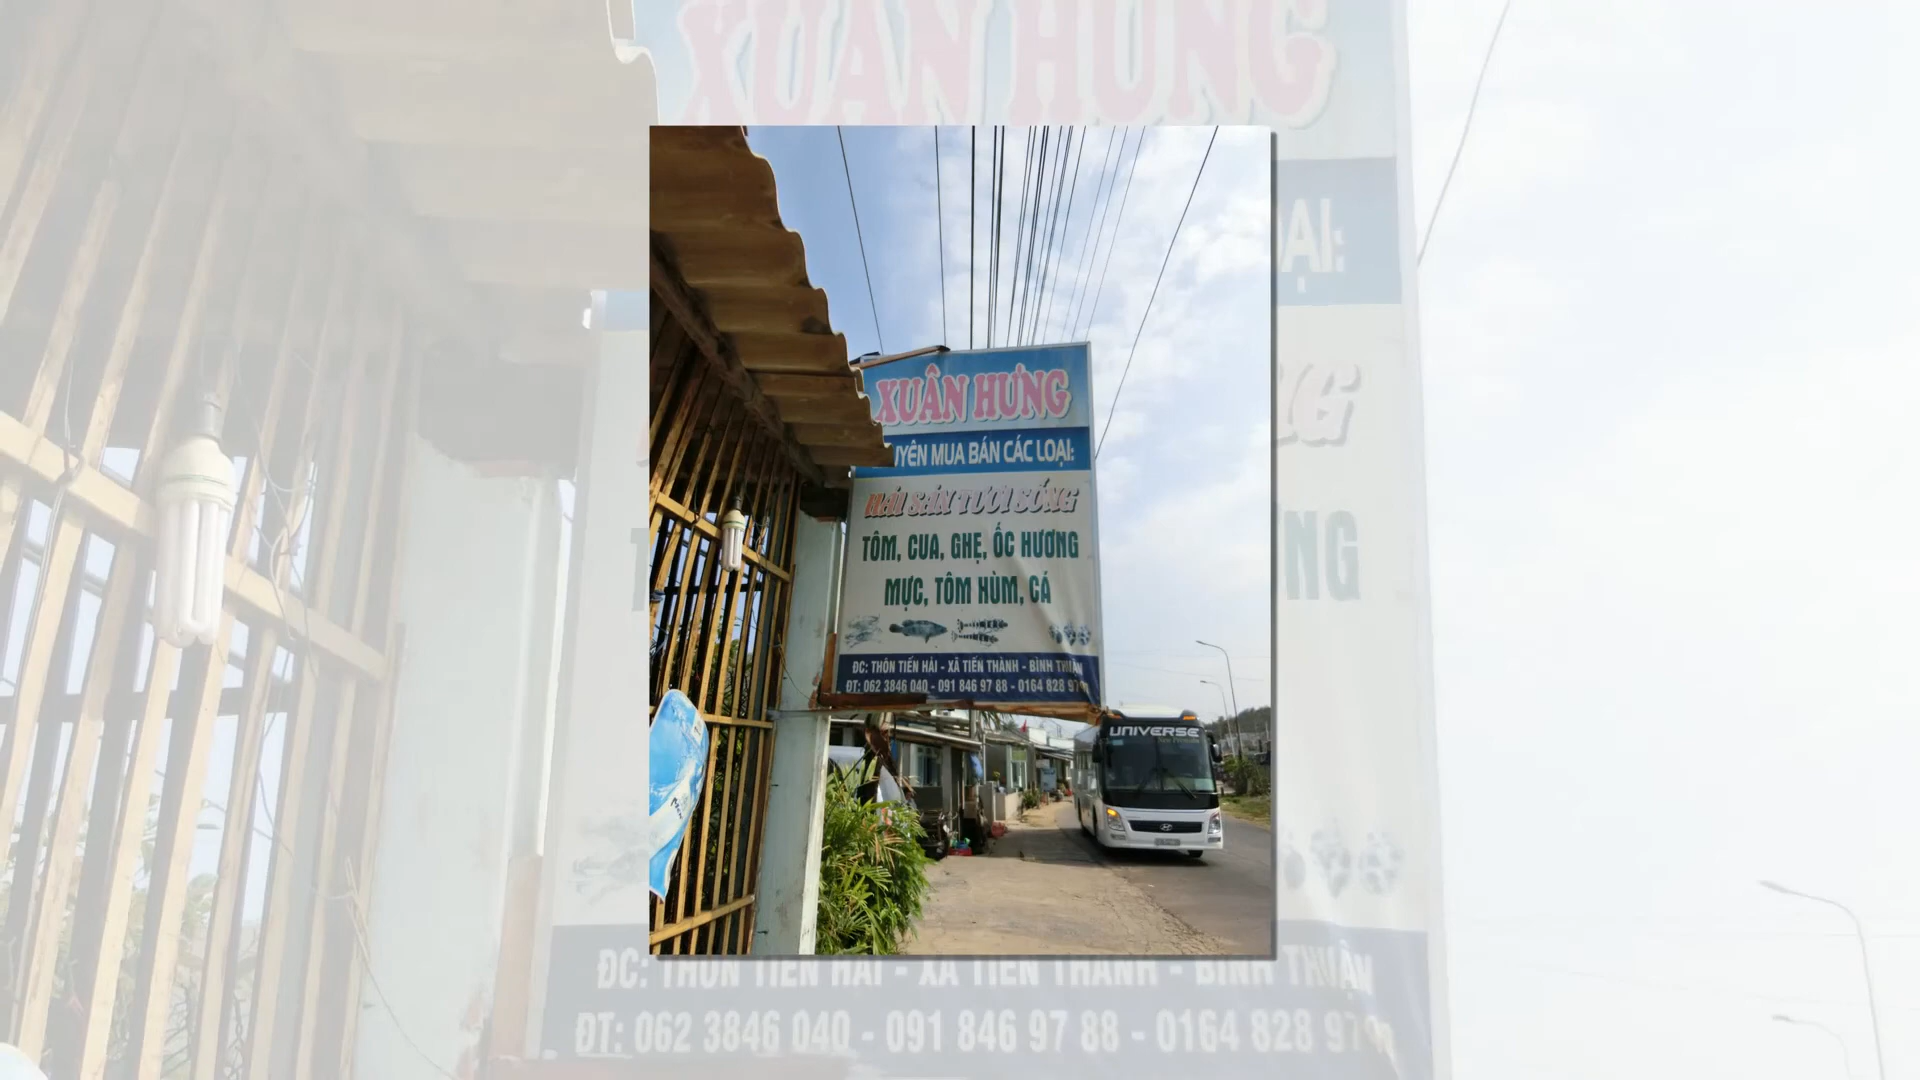 XUÂN HƯNG
UYÊN MUA BÁN CÁC LOẠI:
HẢI SẢN TƯƠI SỐNG
TÔM, CUA, GHẸ, ỐC HƯƠNG
MỰC, TÔM HÙM, CÁ
ĐC: THÔN TIẾN HẢI - XÃ TIẾN THÀNH - BÌNH THUẬN
ĐT: 062 3846 040 - 091 846 97 88 - 0164 828 97
UNIVERSE